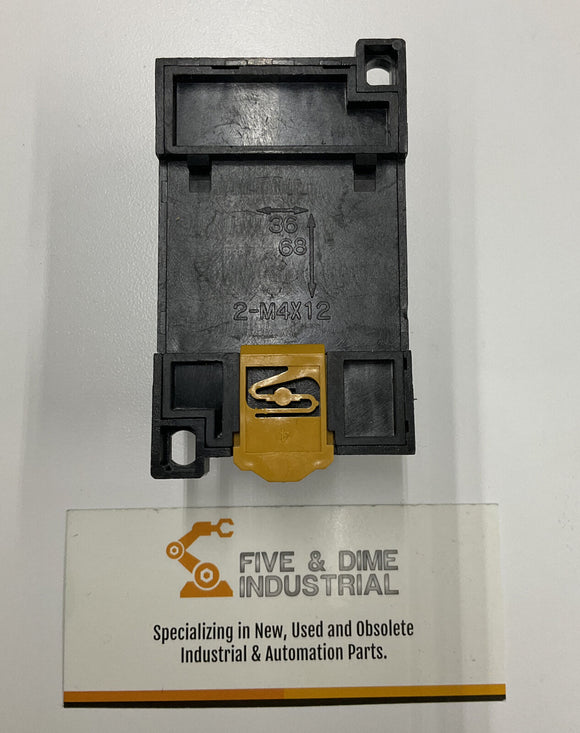 36
68
2-M4X12
FIVE & DIME
INDUSTRIAL
Specializing in New, Used and Obsolete
Industrial & Automation Parts.